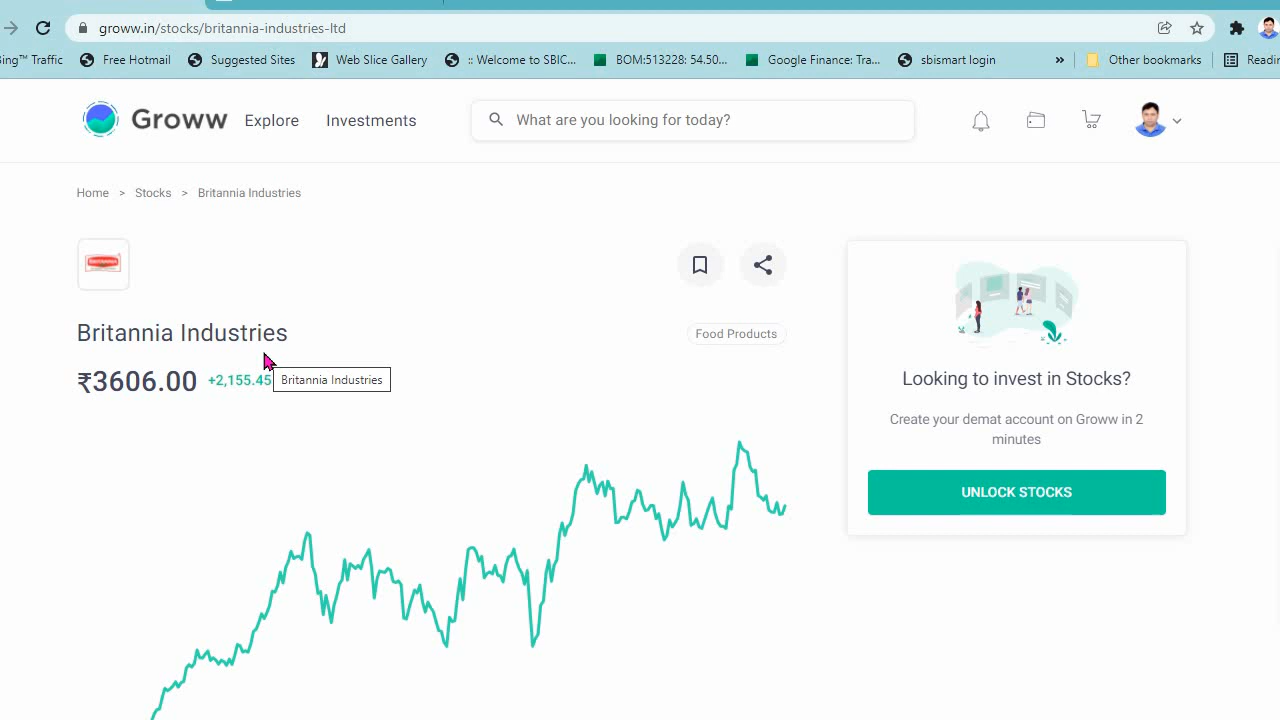 groww.in/stocks/britannia-industries-ltd
ing™ Traffic Free Hotmail Suggested Sites Web Slice Gallery :: Welcome to SBIC... BOM:513228: 54.50... Google Finance: Tra... sbismart login » Other bookmarks Readin
Groww Explore Investments What are you looking for today?
Home > Stocks > Britannia Industries
BRITANNIA
Britannia Industries
Food Products
₹3606.00 +2,155.45
Britannia Industries
Looking to invest in Stocks?
Create your demat account on Groww in 2
minutes
UNLOCK STOCKS